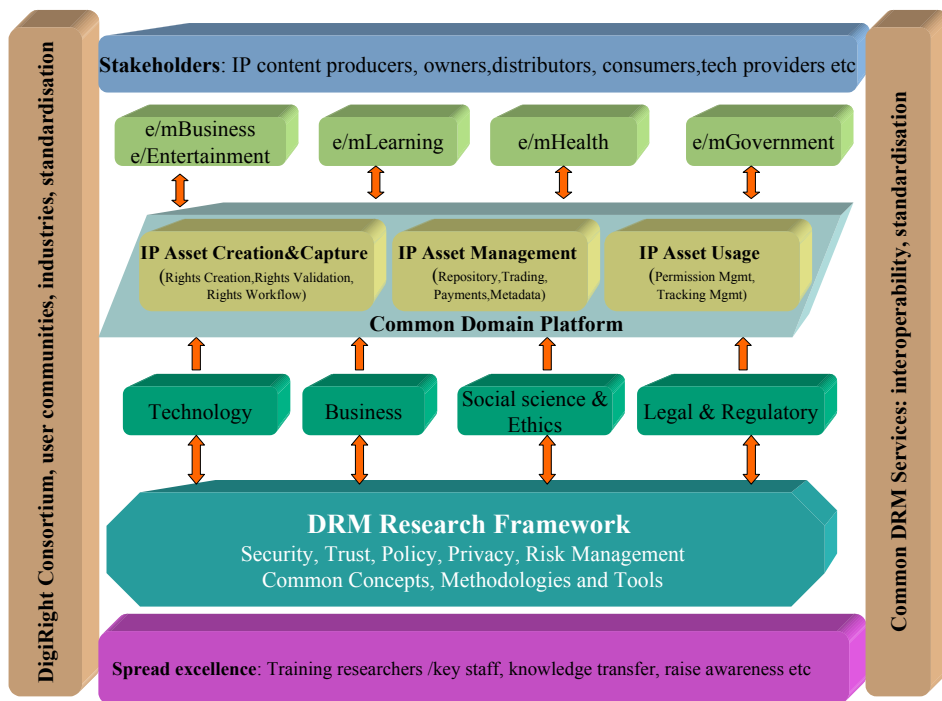 DigiRight Consortium, user communities, industries, standardisation
Stakeholders: IP content producers, owners,distributors, consumers,tech providers etc
e/mBusiness
e/Entertainment
e/mLearning
e/mHealth
e/mGovernment
IP Asset Creation&Capture
(Rights Creation,Rights Validation,
Rights Workflow)
IP Asset Management
(Repository,Trading,
Payments,Metadata)
IP Asset Usage
(Permission Mgmt,
Tracking Mgmt)
Common Domain Platform
Technology
Business
Social science &
Ethics
Legal & Regulatory
DRM Research Framework
Security, Trust, Policy, Privacy, Risk Management
Common Concepts, Methodologies and Tools
Spread excellence: Training researchers /key staff, knowledge transfer, raise awareness etc
Common DRM Services: interoperability, standardisation